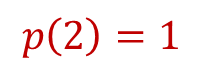 p(2) = 1